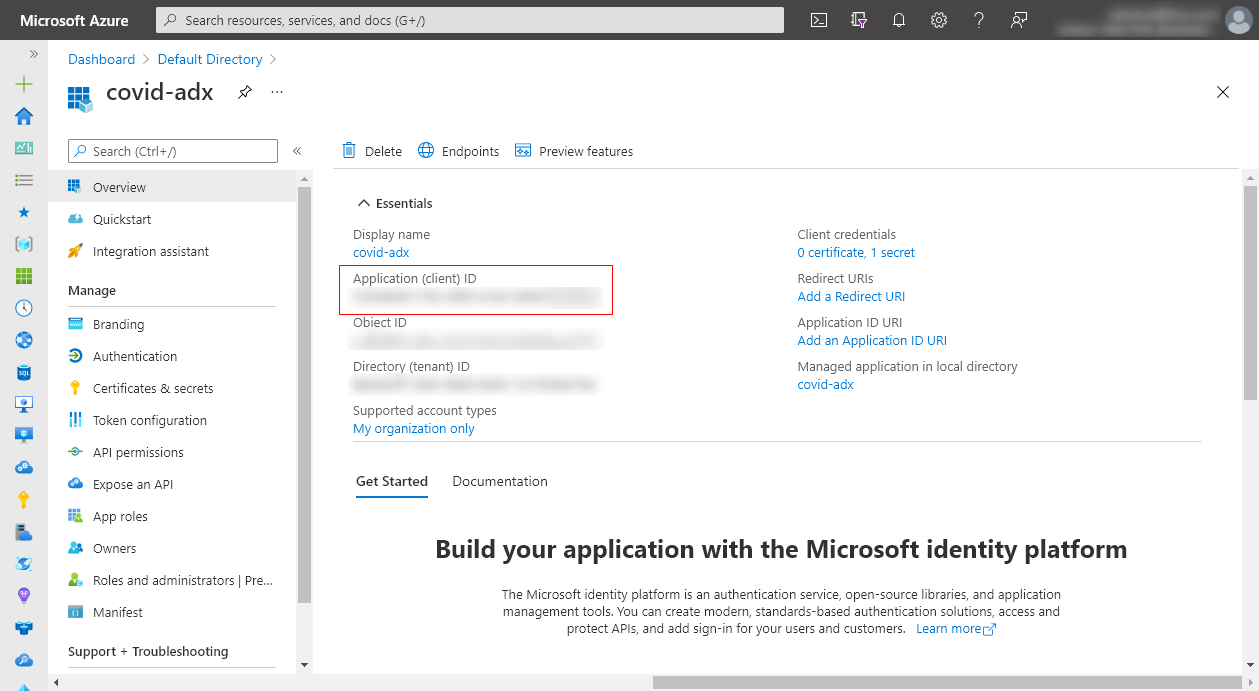 Microsoft Azure
Search resources, services, and docs (G+/)
Dashboard > Default Directory >
covid-adx
Search (Ctrl+/)
Overview
Quickstart
Integration assistant
Manage
Branding
Authentication
Certificates & secrets
Token configuration
API permissions
Expose an API
App roles
Owners
Roles and administrators | Pre...
Manifest
Support + Troubleshooting
Delete
Endpoints
Preview features
Essentials
Display name
covid-adx
Application (client) ID
Object ID
Directory (tenant) ID
Supported account types
My organization only
Client credentials
0 certificate, 1 secret
Redirect URIs
Add a Redirect URI
Application ID URI
Add an Application ID URI
Managed application in local directory
covid-adx
Get Started
Documentation
Build your application with the Microsoft identity platform
The Microsoft identity platform is an authentication service, open-source libraries, and application
management tools. You can create modern, standards-based authentication solutions, access and
protect APIs, and add sign-in for your users and customers. Learn more